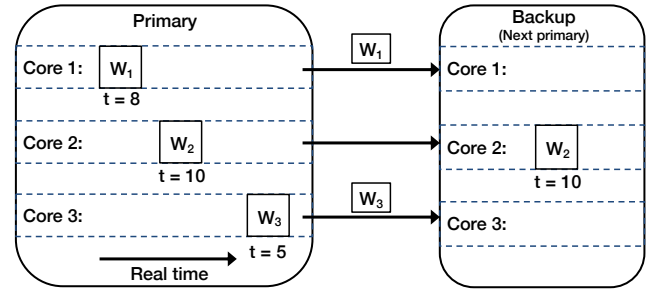 Primary
Core 1:
W₁
t = 8
Core 2:
W₂
t = 10
Core 3:
W₃
t = 5
Real time
W₁
W₃
Backup
(Next primary)
Core 1:
Core 2:
W₂
t = 10
Core 3: